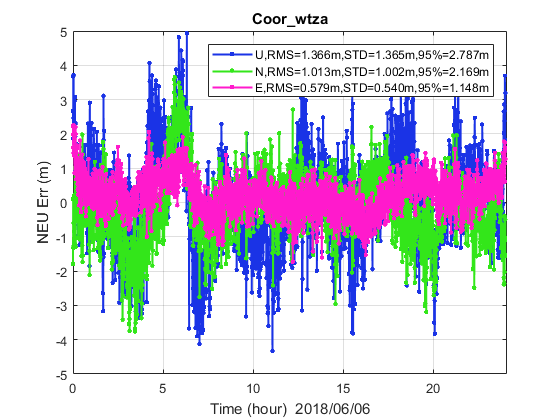 Coor_wtza
U,RMS=1.366m,STD=1.365m,95%=2.787m
N,RMS=1.013m,STD=1.002m,95%=2.169m
E,RMS=0.579m,STD=0.540m,95%=1.148m
NEU Err (m)
5
4
3
2
1
0
-1
-2
-3
-4
-5
0 5 10 15 20
Time (hour) 2018/06/06